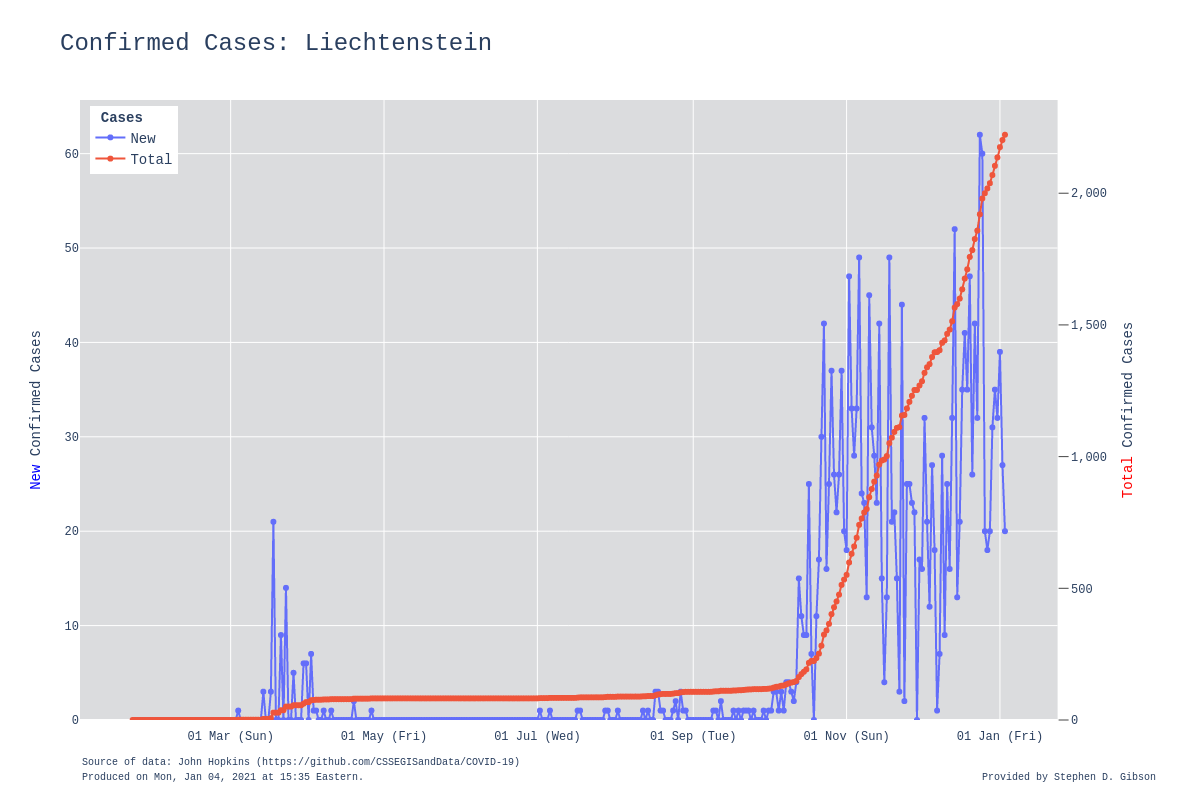 Confirmed Cases: Liechtenstein
Cases
New
Total
60
50
40
30
20
10
0
New Confirmed Cases
2,000
1,500
1,000
500
0
Total Confirmed Cases
01 Mar (Sun)
01 May (Fri)
01 Jul (Wed)
01 Sep (Tue)
01 Nov (Sun)
01 Jan (Fri)
Source of data: John Hopkins (https://github.com/CSSEGISandData/COVID-19)
Produced on Mon, Jan 04, 2021 at 15:35 Eastern.
Provided by Stephen D. Gibson